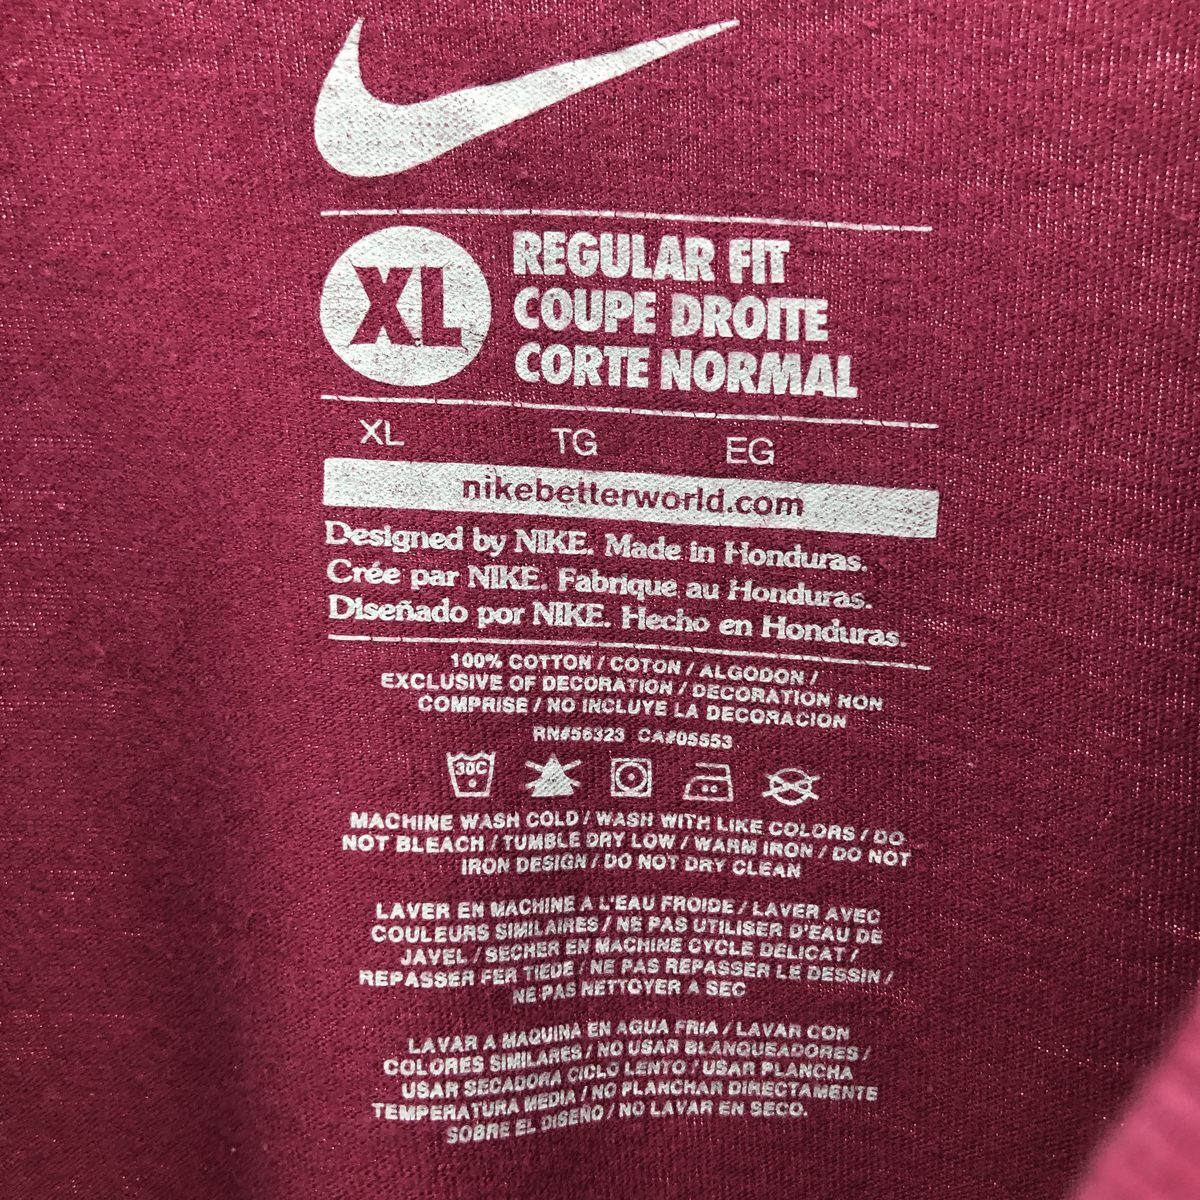 XL
REGULAR FIT
COUPE DROITE
CORTE NORMAL
XL TG EG
nikebetterworld.com
Designed by NIKE. Made in Honduras.
Crée par NIKE. Fabrique au Honduras.
Diseñado por NIKE. Hecho en Honduras.
100% COTTON / COTON / ALGODON /
EXCLUSIVE OF DECORATION / DECORATION NON
COMPRISE / NO INCLUYE LA DECORACION
RN#56323 CA#05553
30C
MACHINE WASH COLD / WASH WITH LIKE COLORS / DO
NOT BLEACH / TUMBLE DRY LOW / WARM IRON / DO NOT
IRON DESIGN / DO NOT DRY CLEAN
LAVER EN MACHINE A L'EAU FROIDE / LAVER AVEC
COULEURS SIMILAIRES / NE PAS UTILISER D'EAU DE
JAVEL / SECHER EN MACHINE CYCLE DELICAT /
REPASSER FER TIEDE / NE PAS REPASSER LE DESSIN /
NE PAS NETTOYER A SEC
LAVAR A MAQUINA EN AGUA FRIA / LAVAR CON
COLORES SIMILARES / NO USAR BLANQUEADORES /
USAR SECADORA CICLO LENTO / USAR PLANCHA
TEMPERATURA MEDIA / NO PLANCHAR DIRECTAMENTE
SOBRE EL DISEÑO / NO LAVAR EN SECO.